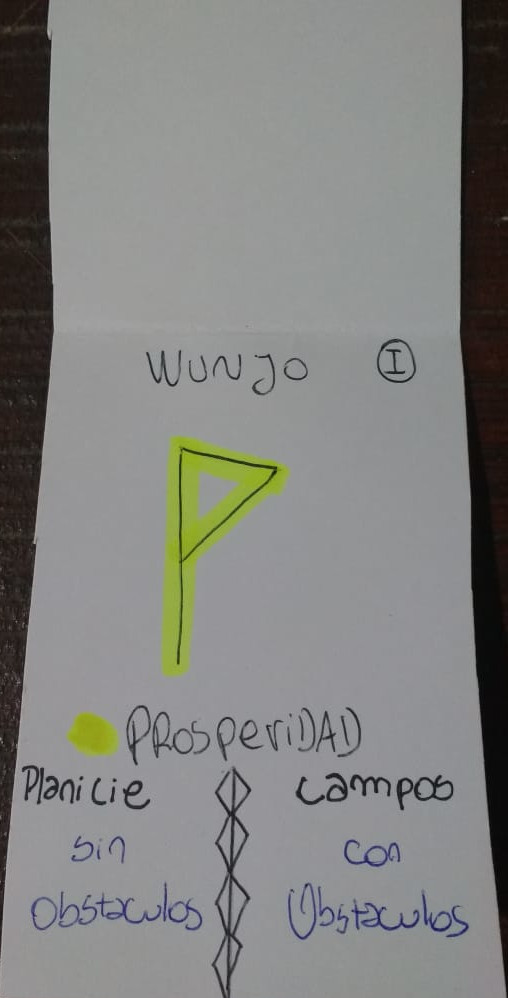 WUNJO I
PROSPERIDAD
Planicie campos
sin con
Obstaculos Obstaculos